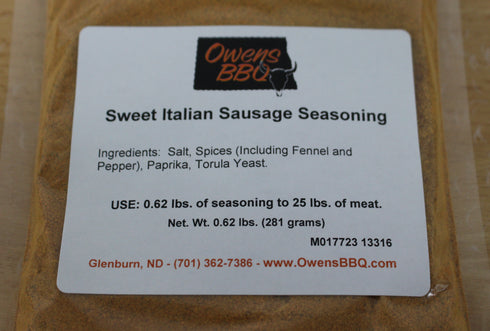 Owens
BBQ
Sweet Italian Sausage Seasoning
Ingredients: Salt, Spices (Including Fennel and
Pepper), Paprika, Torula Yeast.
USE: 0.62 lbs. of seasoning to 25 lbs. of meat.
Net. Wt. 0.62 lbs. (281 grams)
M017723 13316
Glenburn, ND - (701) 362-7386 - www.OwensBBQ.com